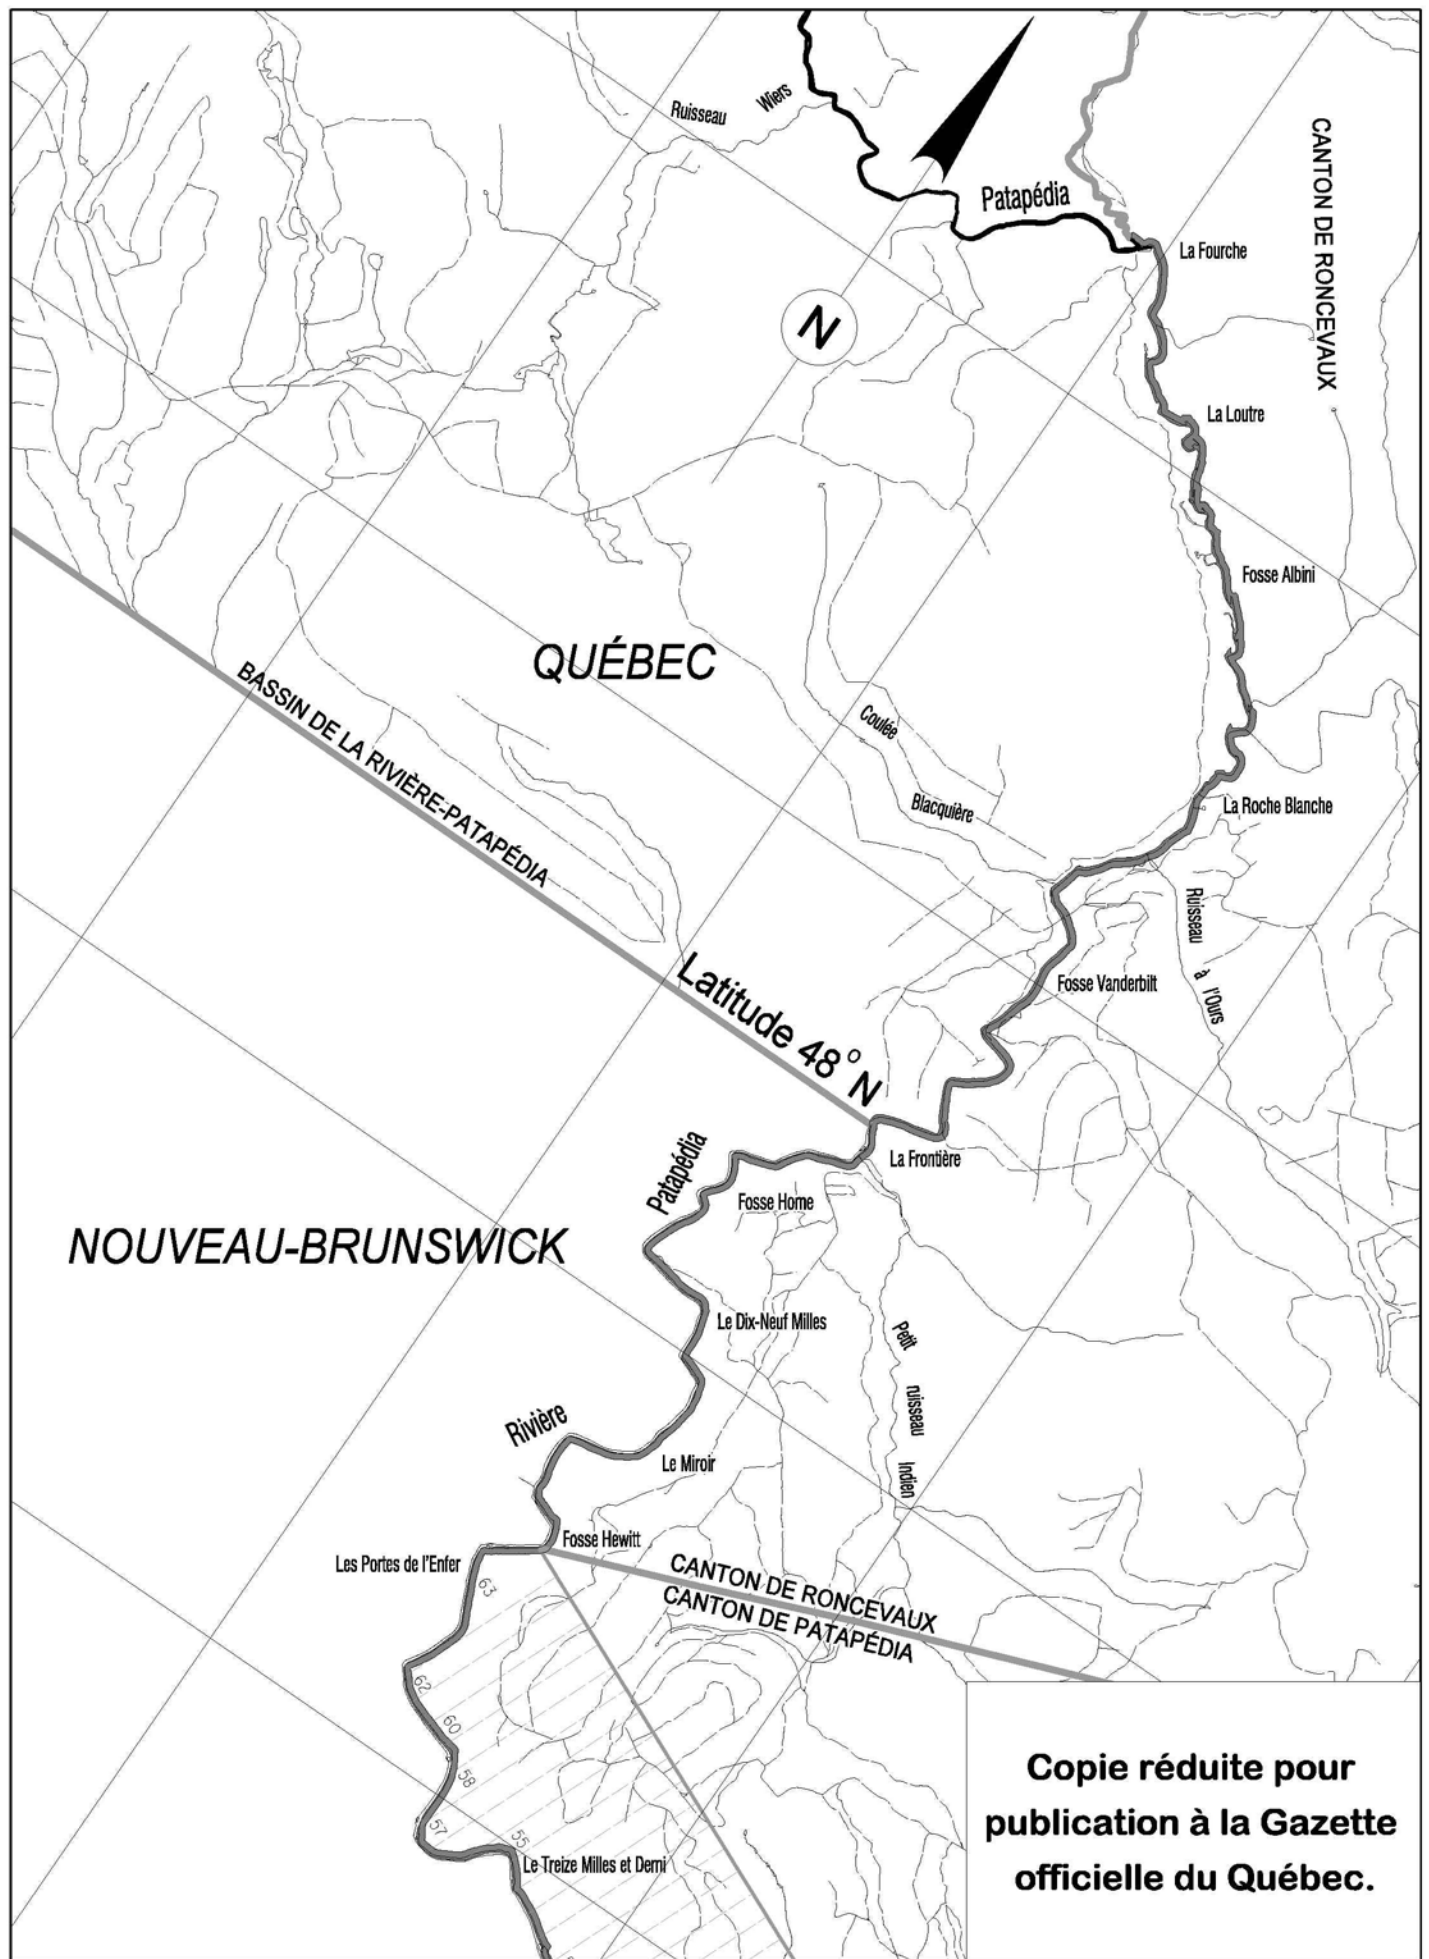 Ruisseau Wiers
Patapédia
CANTON DE RONCEVAUX
La Fourche
N
La Loutre
Fosse Albini
QUÉBEC
BASSIN DE LA RIVIÈRE-PATAPÉDIA
Coulée
Blacquière
La Roche Blanche
Ruisseau à l'Ours
Fosse Vanderbilt
Latitude 48° N
La Frontière
Patapédia
Fosse Home
NOUVEAU-BRUNSWICK
Le Dix-Neuf Milles
Petit ruisseau Indien
Rivière
Le Miroir
Fosse Hewitt
Les Portes de l'Enfer
CANTON DE RONCEVAUX
CANTON DE PATAPÉDIA
63
62
60
58
57
55
Le Treize Milles et Demi
Copie réduite pour
publication à la Gazette
officielle du Québec.